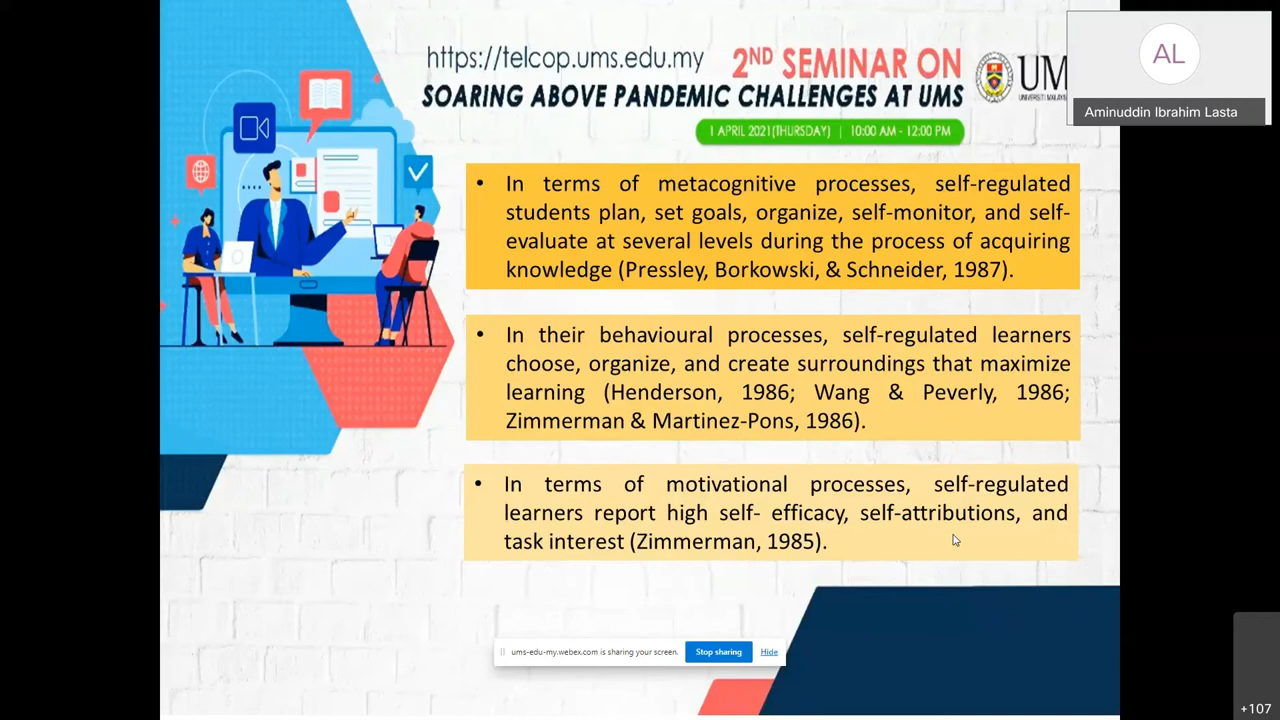 https://telcop.ums.edu.my
2ND SEMINAR ON
SOARING ABOVE PANDEMIC CHALLENGES AT UMS
1 APRIL 2021(THURSDAY) | 10:00 AM - 12:00 PM
UM
UNIVERSITI MALAY
AL
Aminuddin Ibrahim Lasta
• In terms of metacognitive processes, self-regulated
students plan, set goals, organize, self-monitor, and self-
evaluate at several levels during the process of acquiring
knowledge (Pressley, Borkowski, & Schneider, 1987).
• In their behavioural processes, self-regulated learners
choose, organize, and create surroundings that maximize
learning (Henderson, 1986; Wang & Peverly, 1986;
Zimmerman & Martinez-Pons, 1986).
• In terms of motivational processes, self-regulated
learners report high self- efficacy, self-attributions, and
task interest (Zimmerman, 1985).
ums-edu-my.webex.com is sharing your screen.
Stop sharing
Hide
+107